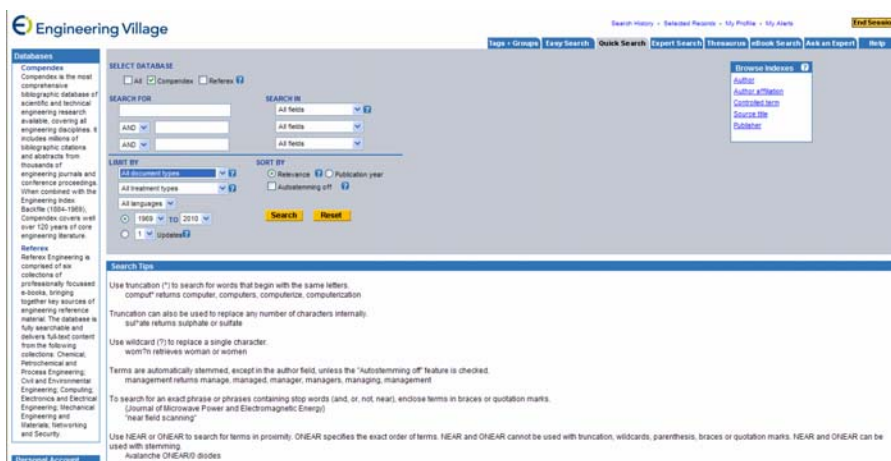 Engineering Village
Search History - Selected Records - My Profile - My Alerts
End Session
Tags + Groups Easy Search Quick Search Expert Search Thesaurus eBook Search Ask an Expert Help
Databases
Compendex
Compendex is the most
comprehensive
bibliographic database of
scientific and technical
engineering research
available, covering all
engineering disciplines. It
includes millions of
bibliographic citations
and abstracts from
thousands of
engineering journals and
conference proceedings.
When combined with the
Engineering Index
Backfile (1884-1969),
Compendex covers well
over 120 years of core
engineering literature.
Referex
Referex Engineering is
comprised of six
collections of
professionally focussed
e-books, bringing
together key sources of
engineering reference
material. The database is
fully searchable and
delivers full-text content
from the following
collections: Chemical,
Petrochemical and
Process Engineering;
Civil and Environmental
Engineering; Computing;
Electronics and Electrical
Engineering; Mechanical
Engineering and
Materials; Networking
and Security.
Personal Account
SELECT DATABASE
All Compendex Referex ?
SEARCH FOR SEARCH IN
All fields ?
AND All fields
AND All fields
LIMIT BY SORT BY
All document types ? Relevance ? Publication year
All treatment types ? Autostemming off ?
All languages
1969 TO 2010 Search Reset
1 Updates ?
Browse Indexes ?
Author
Author affiliation
Controlled term
Source title
Publisher
Search Tips
Use truncation (*) to search for words that begin with the same letters.
comput* returns computer, computers, computerize, computerization
Truncation can also be used to replace any number of characters internally.
sul*ate returns sulphate or sulfate
Use wildcard (?) to replace a single character.
wom?n retrieves woman or women
Terms are automatically stemmed, except in the author field, unless the "Autostemming off" feature is checked.
management returns manage, managed, manager, managers, managing, management
To search for an exact phrase or phrases containing stop words (and, or, not, near), enclose terms in braces or quotation marks.
{Journal of Microwave Power and Electromagnetic Energy}
"near field scanning"
Use NEAR or ONEAR to search for terms in proximity. ONEAR specifies the exact order of terms. NEAR and ONEAR cannot be used with truncation, wildcards, parenthesis, braces or quotation marks. NEAR and ONEAR can be
used with stemming.
Avalanche ONEAR/0 diodes